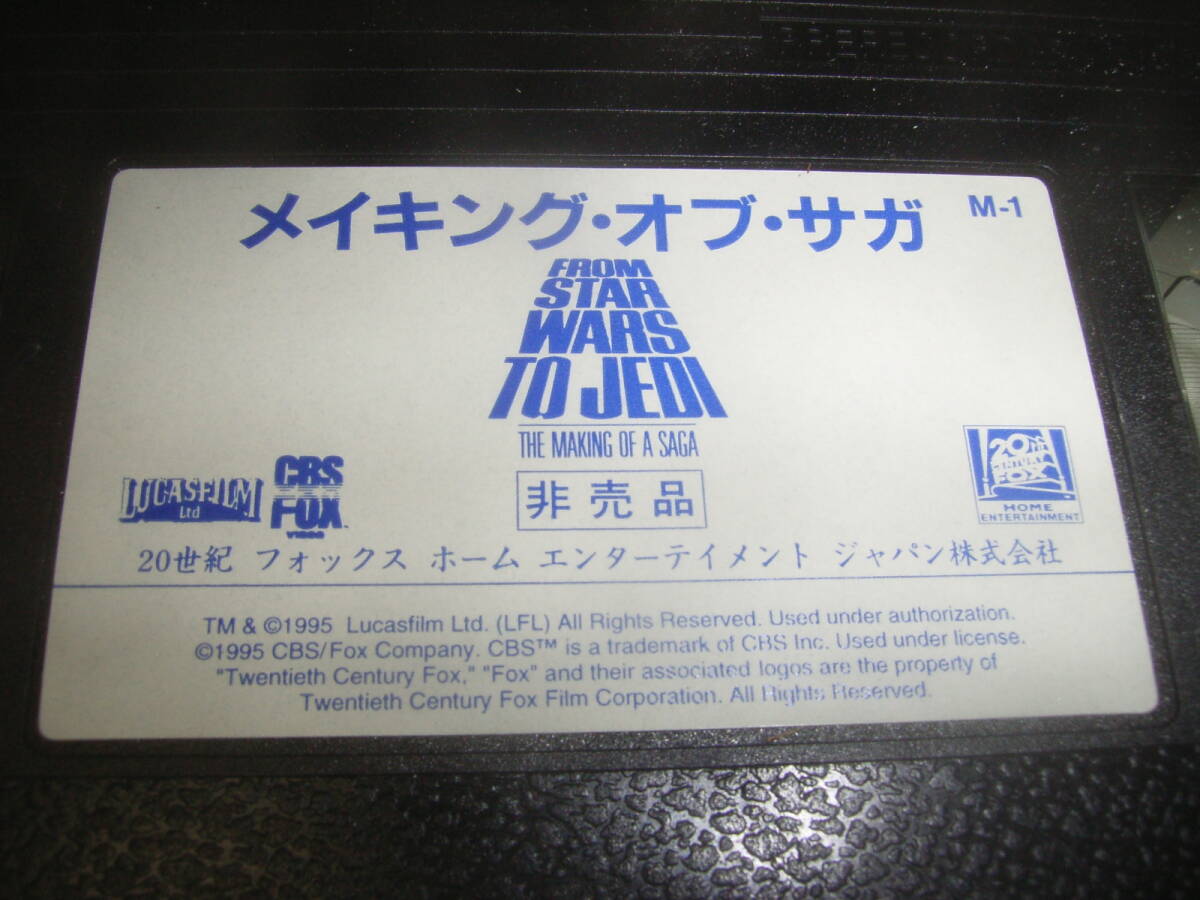 メイキング・オブ・サガ
M-1
FROM
STAR
WARS
TO JEDI
THE MAKING OF A SAGA
非売品
LUCASFILM
Ltd
CBS
FOX
VIDEO
20TH
CENTURY
FOX
HOME
ENTERTAINMENT
20世紀 フォックス ホーム エンターテイメント ジャパン株式会社
TM & ©1995 Lucasfilm Ltd. (LFL) All Rights Reserved. Used under authorization.
©1995 CBS/Fox Company. CBS™ is a trademark of CBS Inc. Used under license.
"Twentieth Century Fox," "Fox" and their associated logos are the property of
Twentieth Century Fox Film Corporation. All Rights Reserved.